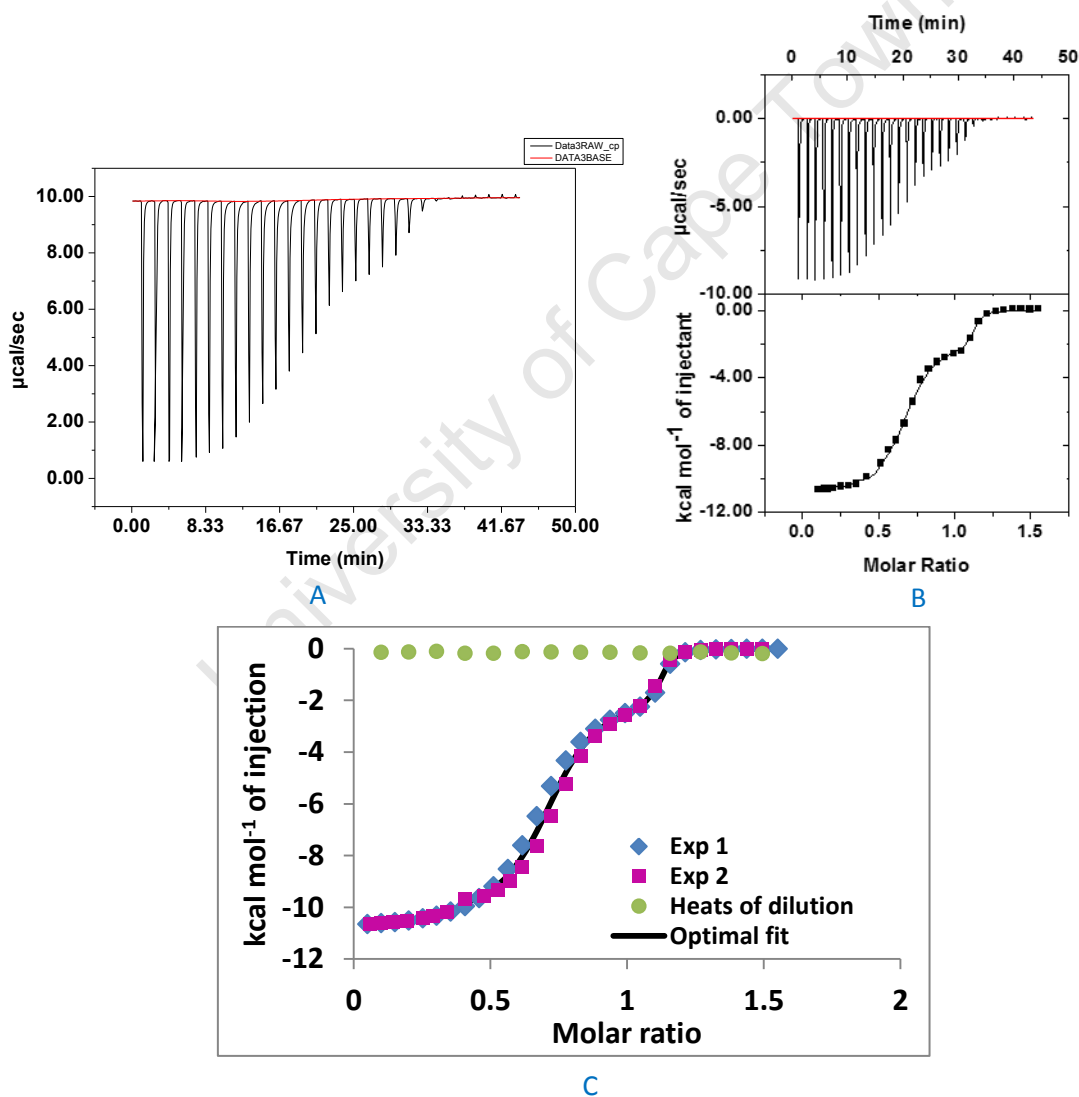 University of Cape Town
Data3RAW_cp
DATA3BASE
10.00
8.00
6.00
4.00
2.00
0.00
µcal/sec
0.00 8.33 16.67 25.00 33.33 41.67 50.00
Time (min)
A
Time (min)
0 10 20 30 40 50
0.00
-5.00
-10.00
µcal/sec
0.00
-4.00
-8.00
-12.00
kcal mol⁻¹ of injectant
0.0 0.5 1.0 1.5
Molar Ratio
B
0
-2
-4
-6
-8
-10
-12
kcal mol⁻¹ of injection
Exp 1
Exp 2
Heats of dilution
Optimal fit
0 0.5 1 1.5 2
Molar ratio
C